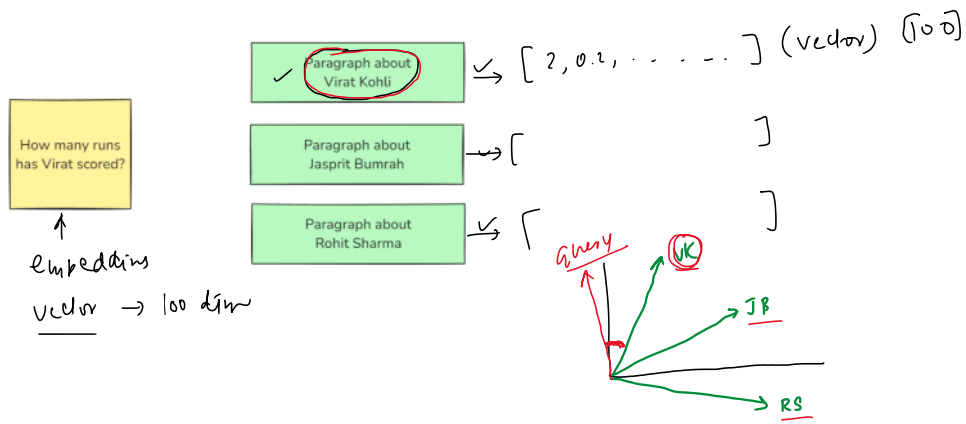 Paragraph about
Virat Kohli
[ 2, 0.2, . . . . . . ] (vector) [100]
How many runs
has Virat scored?
Paragraph about
Jasprit Bumrah
[ ]
Paragraph about
Rohit Sharma
[ ]
embeddings
vector → 100 dim
query
VK
JB
RS